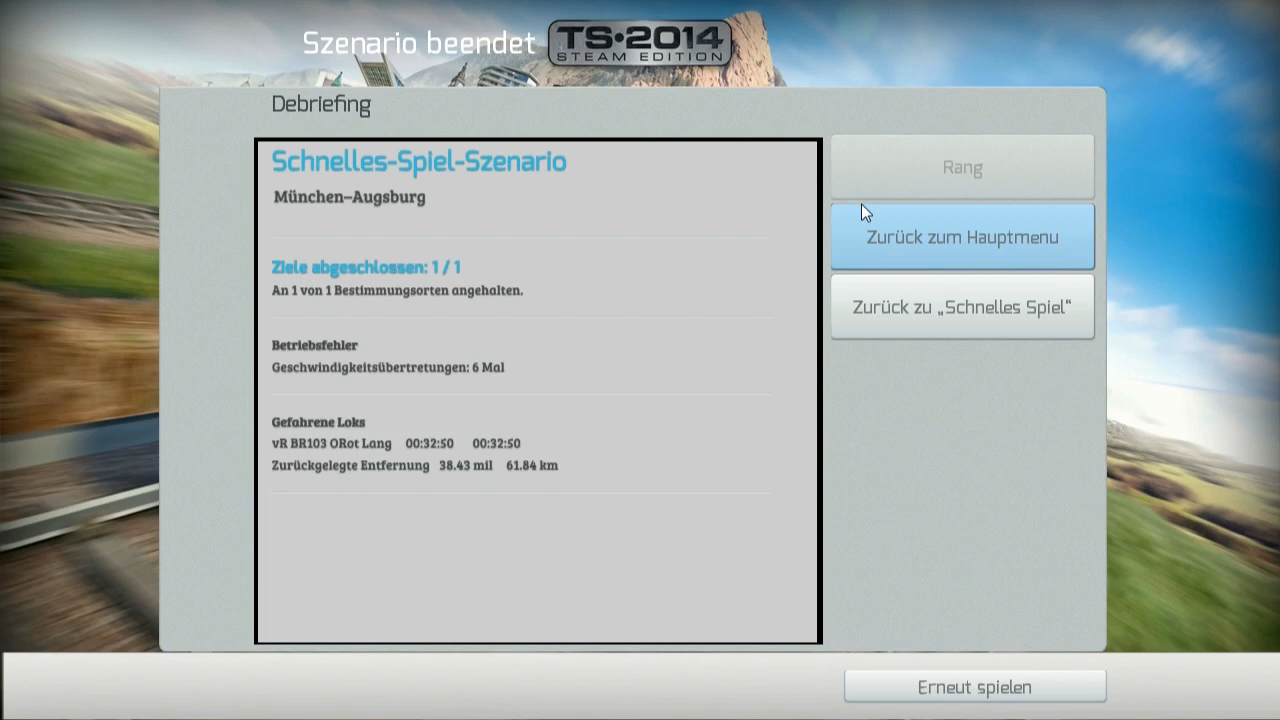 Szenario beendet
TS•2014
STEAM EDITION
Debriefing
Schnelles-Spiel-Szenario
München–Augsburg
Ziele abgeschlossen: 1 / 1
An 1 von 1 Bestimmungsorten angehalten.
Betriebsfehler
Geschwindigkeitsübertretungen: 6 Mal
Gefahrene Loks
vR BR103 ORot Lang 00:32:50 00:32:50
Zurückgelegte Entfernung 38.43 mil 61.84 km
Rang
Zurück zum Hauptmenu
Zurück zu „Schnelles Spiel“
Erneut spielen